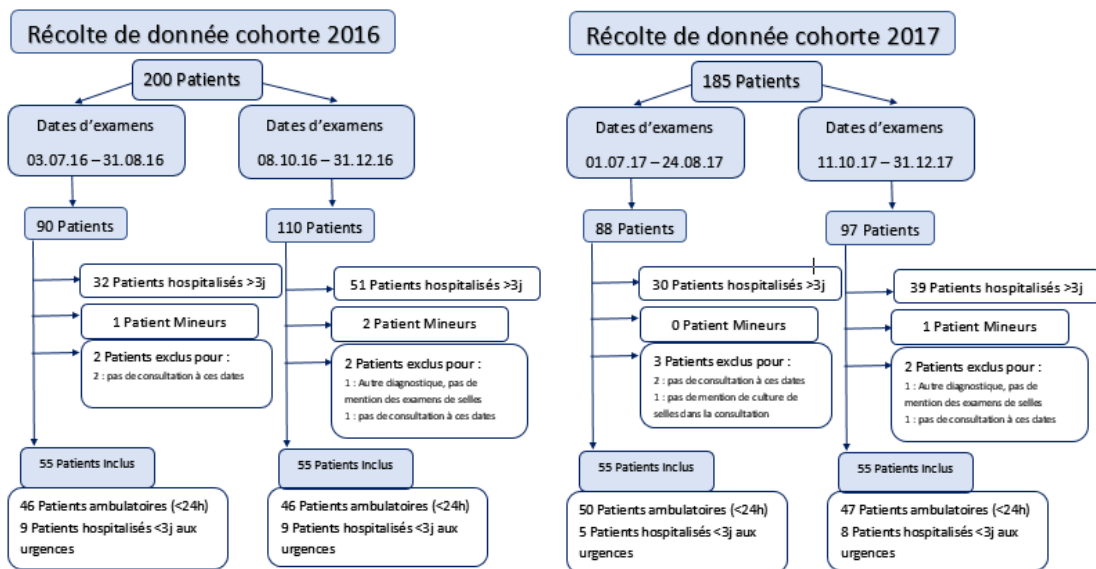 Récolte de donnée cohorte 2016
200 Patients
Dates d'examens
03.07.16 – 31.08.16
Dates d'examens
08.10.16 – 31.12.16
90 Patients
110 Patients
32 Patients hospitalisés >3j
1 Patient Mineurs
2 Patients exclus pour :
2 : pas de consultation à ces dates
51 Patients hospitalisés >3j
2 Patient Mineurs
2 Patients exclus pour :
1 : Autre diagnostique, pas de
mention des examens de selles
1 : pas de consultation à ces dates
55 Patients Inclus
46 Patients ambulatoires (<24h)
9 Patients hospitalisés <3j aux
urgences
55 Patients Inclus
46 Patients ambulatoires (<24h)
9 Patients hospitalisés <3j aux
urgences
Récolte de donnée cohorte 2017
185 Patients
Dates d'examens
01.07.17 – 24.08.17
Dates d'examens
11.10.17 – 31.12.17
88 Patients
97 Patients
30 Patients hospitalisés >3j
0 Patient Mineurs
3 Patients exclus pour :
2 : pas de consultation à ces dates
1 : pas de mention de culture de
selles dans la consultation
39 Patients hospitalisés >3j
1 Patient Mineurs
2 Patients exclus pour :
1 : Autre diagnostique, pas de
mention des examens de selles
1 : pas de consultation à ces dates
55 Patients Inclus
50 Patients ambulatoires (<24h)
5 Patients hospitalisés <3j aux
urgences
55 Patients Inclus
47 Patients ambulatoires (<24h)
8 Patients hospitalisés <3j aux
urgences